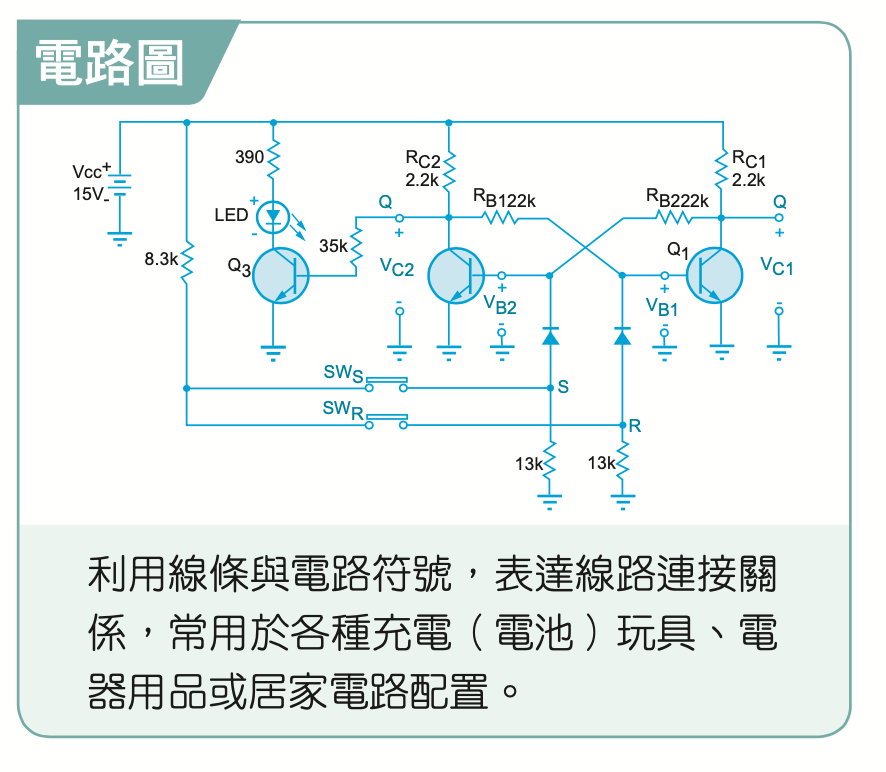 電路圖
Vcc+
15V-
390
LED
+
-
8.3k
Q3
35k
Q
+
VC2
-
RC2
2.2k
RB122k
VB2
+
-
RB222k
RC1
2.2k
Q1
VB1
+
-
Q
+
VC1
-
SWS
S
SWR
R
13k
13k
利用線條與電路符號，表達線路連接關
係，常用於各種充電（電池）玩具、電
器用品或居家電路配置。